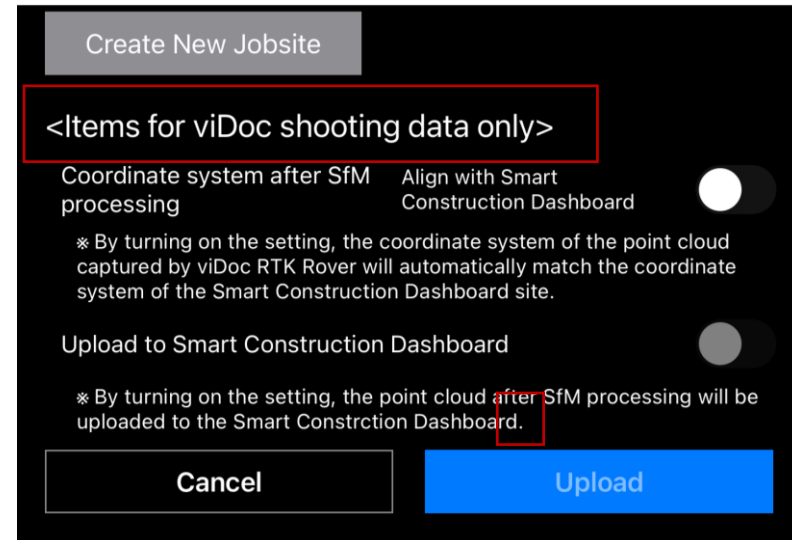 Create New Jobsite
<Items for viDoc shooting data only>
Coordinate system after SfM processing
Align with Smart Construction Dashboard
※ By turning on the setting, the coordinate system of the point cloud
captured by viDoc RTK Rover will automatically match the coordinate
system of the Smart Construction Dashboard site.
Upload to Smart Construction Dashboard
※ By turning on the setting, the point cloud after SfM processing will be
uploaded to the Smart Constrction Dashboard.
Cancel
Upload